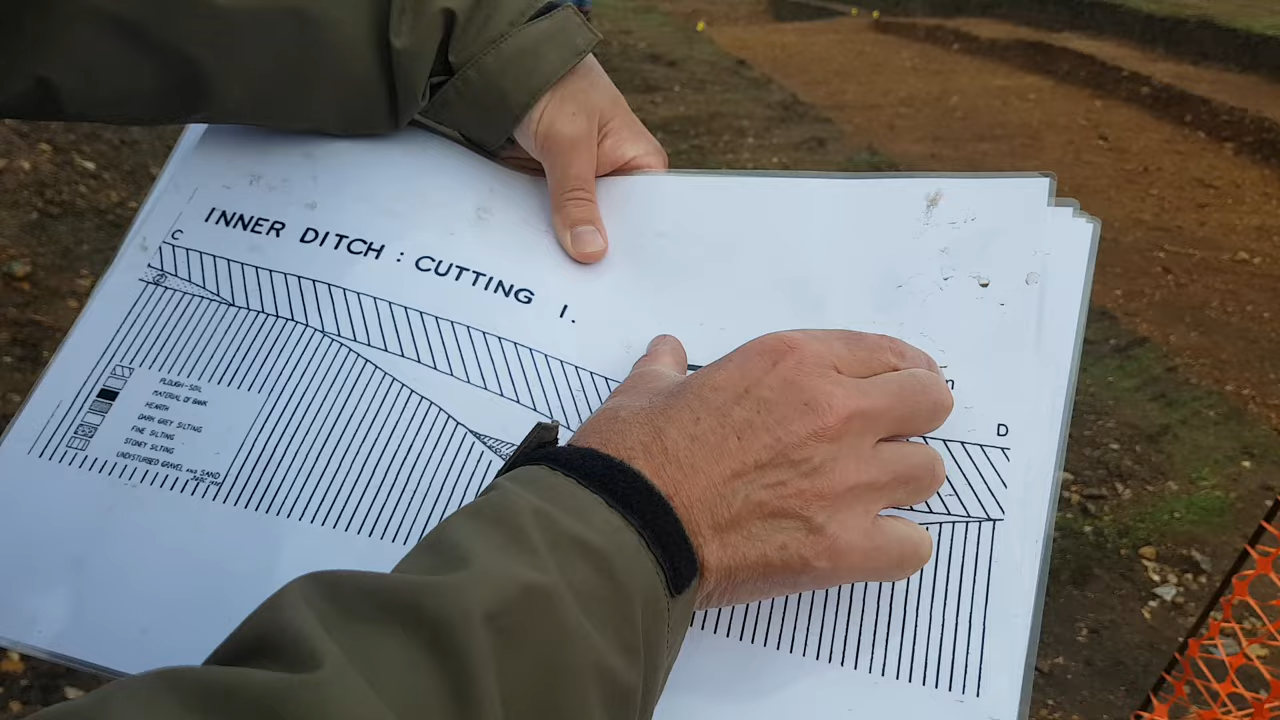 INNER DITCH : CUTTING 1.
C
D
PLOUGH-SOIL
MATERIAL OF BANK
HEARTH
DARK GREY SILTING
FINE SILTING
STONEY SILTING
UNDISTURBED GRAVEL AND SAND